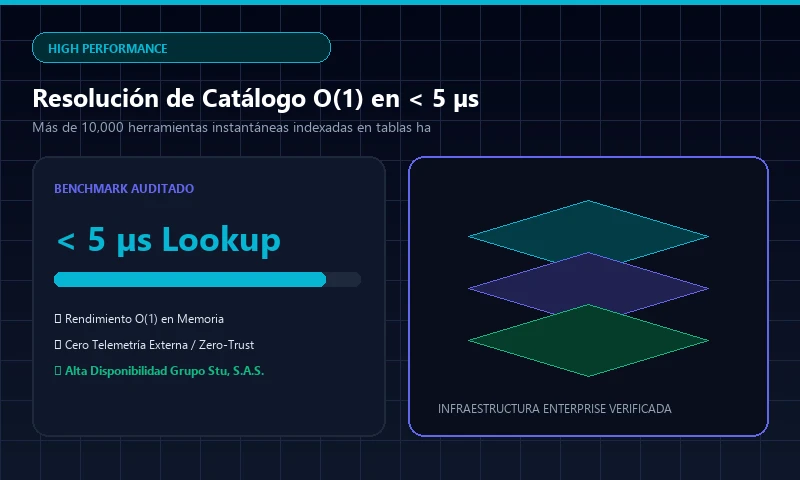 HIGH PERFORMANCE
Resolución de Catálogo O(1) en < 5 µs
Más de 10,000 herramientas instantáneas indexadas en tablas ha
BENCHMARK AUDITADO
< 5 µs Lookup
Rendimiento O(1) en Memoria
Cero Telemetría Externa / Zero-Trust
Alta Disponibilidad Grupo Stu, S.A.S.
INFRAESTRUCTURA ENTERPRISE VERIFICADA